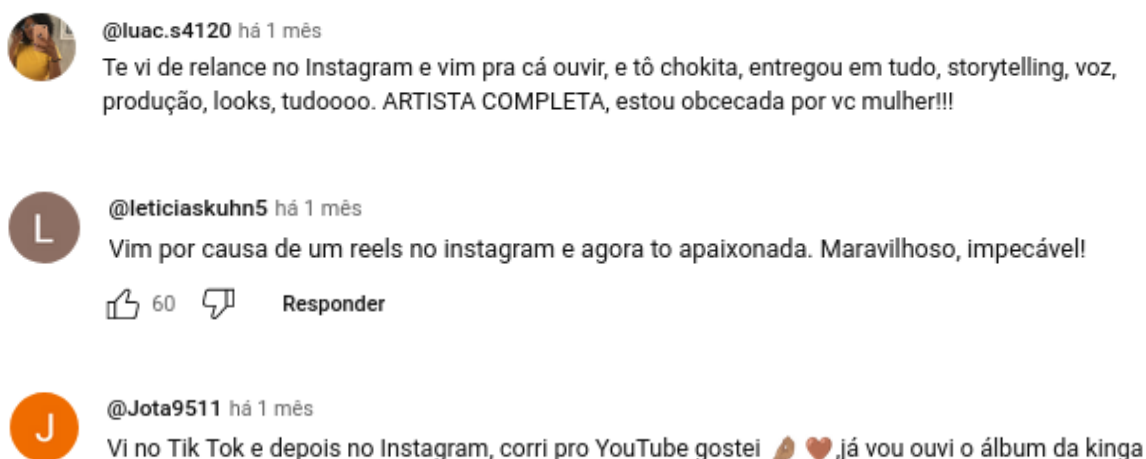 @luac.s4120 há 1 mês
Te vi de relance no Instagram e vim pra cá ouvir, e tô chokita, entregou em tudo, storytelling, voz,
produção, looks, tudoooo. ARTISTA COMPLETA, estou obcecada por vc mulher!!!
L
@leticiaskuhn5 há 1 mês
Vim por causa de um reels no instagram e agora to apaixonada. Maravilhoso, impecável!
60 Responder
J
@Jota9511 há 1 mês
Vi no Tik Tok e depois no Instagram, corri pro YouTube gostei 🤌🏽 🤎,já vou ouvi o álbum da kinga